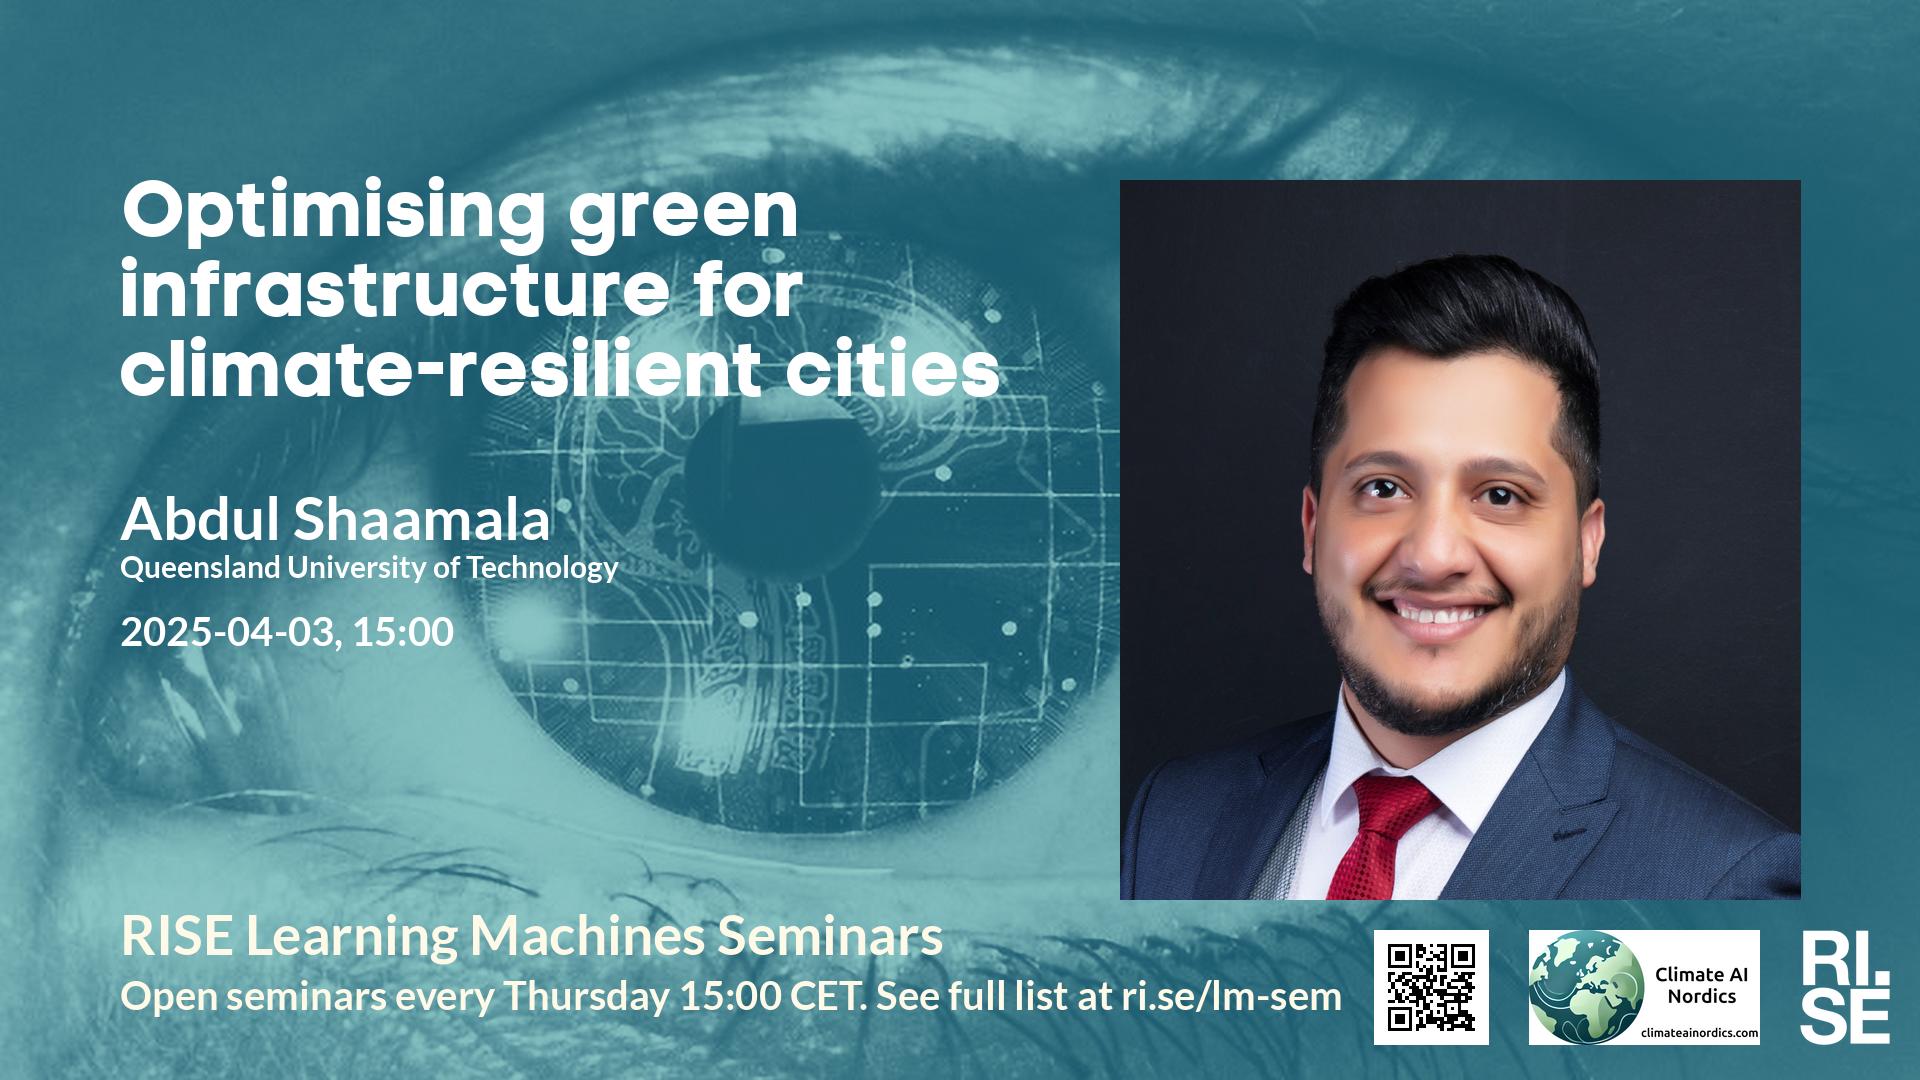 Optimising green
infrastructure for
climate-resilient cities
Abdul Shaamala
Queensland University of Technology
2025-04-03, 15:00
RISE Learning Machines Seminars
Open seminars every Thursday 15:00 CET. See full list at ri.se/lm-sem
Climate AI
Nordics
climateainordics.com
RI.
SE